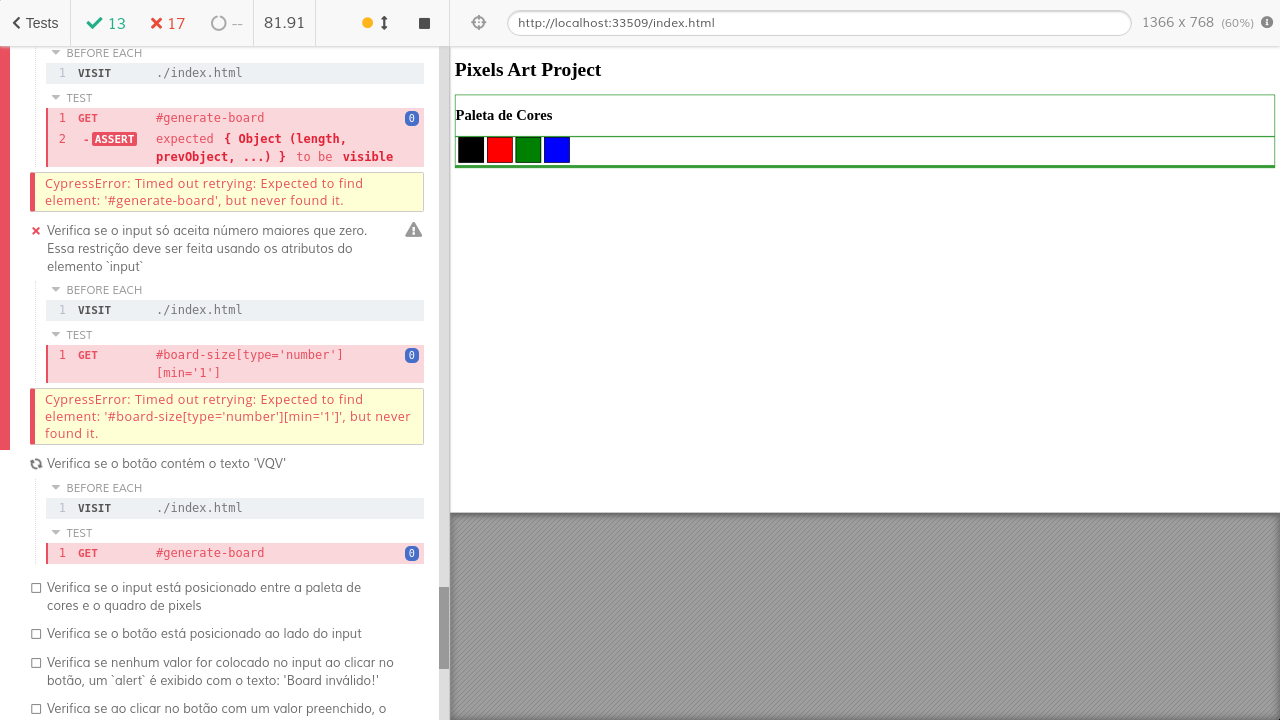 Tests 13 17 -- 81.91 http://localhost:33509/index.html 1366 x 768 (60%)
BEFORE EACH
1 VISIT ./index.html
TEST
1 GET #generate-board 0
2 -ASSERT expected { Object (length,
prevObject, ...) } to be visible
CypressError: Timed out retrying: Expected to find
element: '#generate-board', but never found it.
Verifica se o input só aceita número maiores que zero.
Essa restrição deve ser feita usando os atributos do
elemento `input`
BEFORE EACH
1 VISIT ./index.html
TEST
1 GET #board-size[type='number'] 0
[min='1']
CypressError: Timed out retrying: Expected to find
element: '#board-size[type='number'][min='1']', but never
found it.
Verifica se o botão contém o texto 'VQV'
BEFORE EACH
1 VISIT ./index.html
TEST
1 GET #generate-board 0
Verifica se o input está posicionado entre a paleta de
cores e o quadro de pixels
Verifica se o botão está posicionado ao lado do input
Verifica se nenhum valor for colocado no input ao clicar no
botão, um `alert` é exibido com o texto: 'Board inválido!'
Verifica se ao clicar no botão com um valor preenchido, o
Pixels Art Project
Paleta de Cores